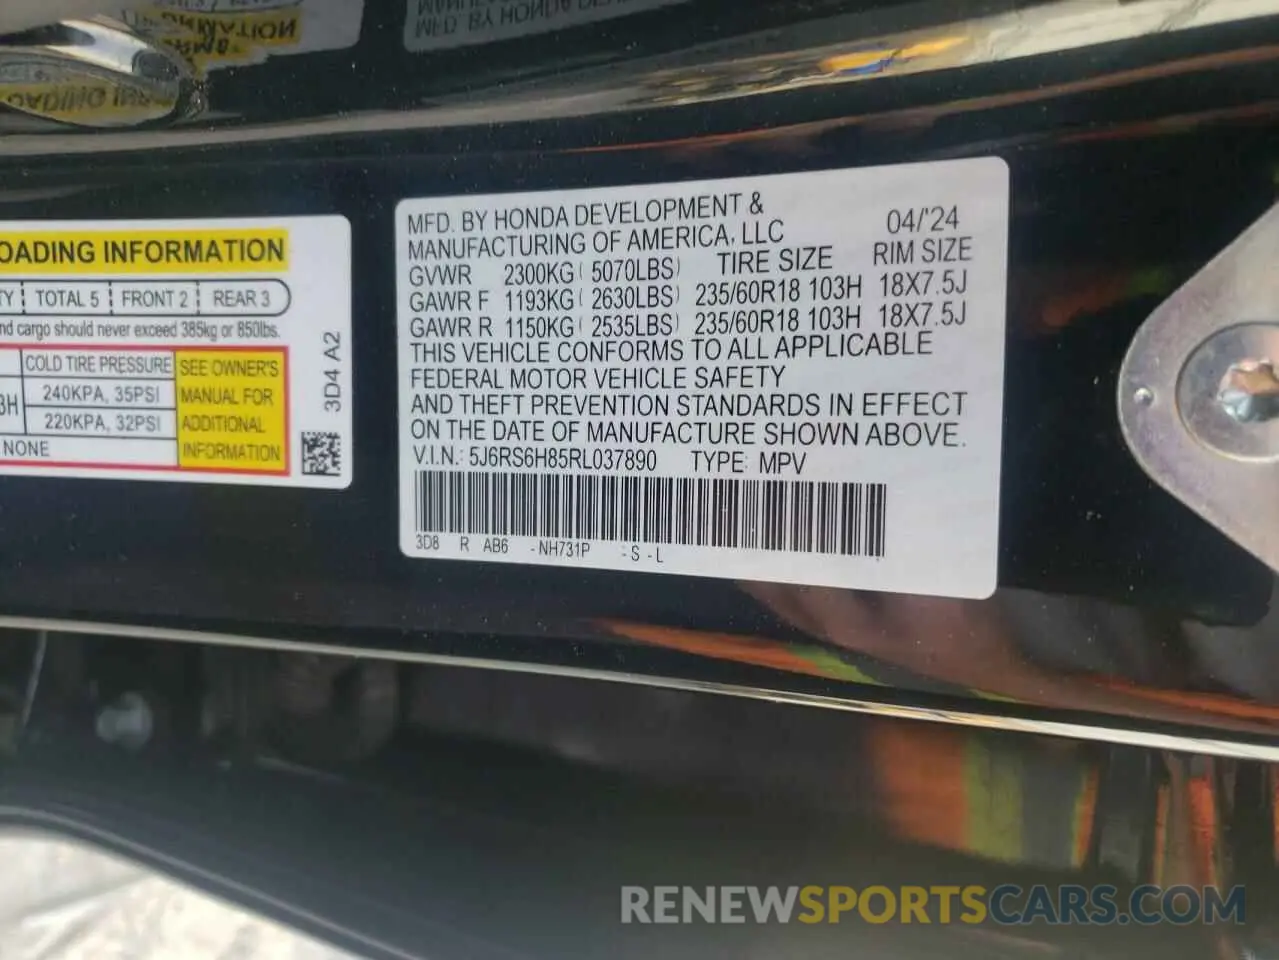 OADING INFORMATION
TY TOTAL 5 FRONT 2 REAR 3
nd cargo should never exceed 385kg or 850lbs.
COLD TIRE PRESSURE
240KPA, 35PSI
3H
220KPA, 32PSI
NONE
SEE OWNER'S
MANUAL FOR
ADDITIONAL
INFORMATION
3D4 A2
MFD. BY HONDA DEVELOPMENT &
MANUFACTURING OF AMERICA, LLC 04/'24
GVWR 2300KG ( 5070LBS) TIRE SIZE RIM SIZE
GAWR F 1193KG ( 2630LBS) 235/60R18 103H 18X7.5J
GAWR R 1150KG ( 2535LBS) 235/60R18 103H 18X7.5J
THIS VEHICLE CONFORMS TO ALL APPLICABLE
FEDERAL MOTOR VEHICLE SAFETY
AND THEFT PREVENTION STANDARDS IN EFFECT
ON THE DATE OF MANUFACTURE SHOWN ABOVE.
V.I.N.: 5J6RS6H85RL037890 TYPE: MPV
3D8 R AB6 -NH731P -S-L
RENEWSPORTSCARS.COM